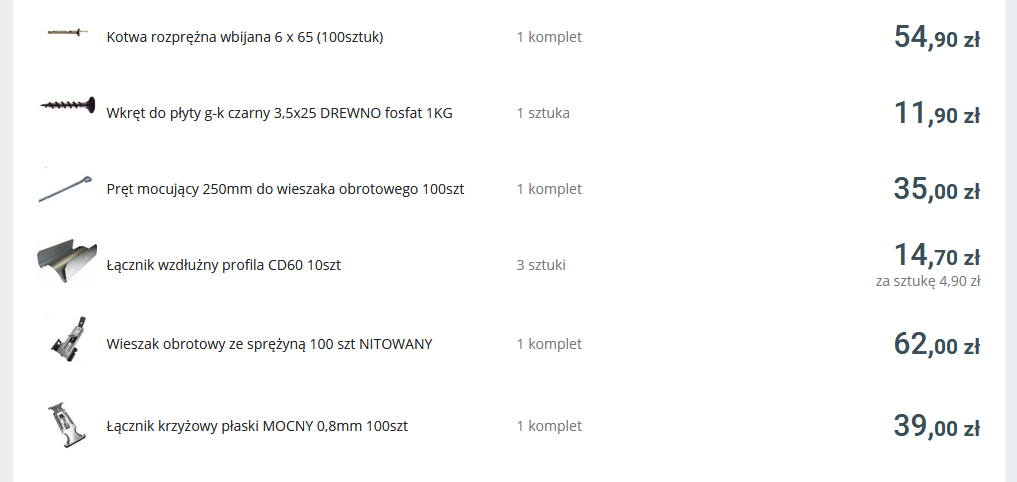 Kotwa rozprężna wbijana 6 x 65 (100sztuk) 1 komplet 54,90 zł
Wkręt do płyty g-k czarny 3,5x25 DREWNO fosfat 1KG 1 sztuka 11,90 zł
Pręt mocujący 250mm do wieszaka obrotowego 100szt 1 komplet 35,00 zł
Łącznik wzdłużny profila CD60 10szt 3 sztuki 14,70 zł
za sztukę 4,90 zł
Wieszak obrotowy ze sprężyną 100 szt NITOWANY 1 komplet 62,00 zł
Łącznik krzyżowy płaski MOCNY 0,8mm 100szt 1 komplet 39,00 zł